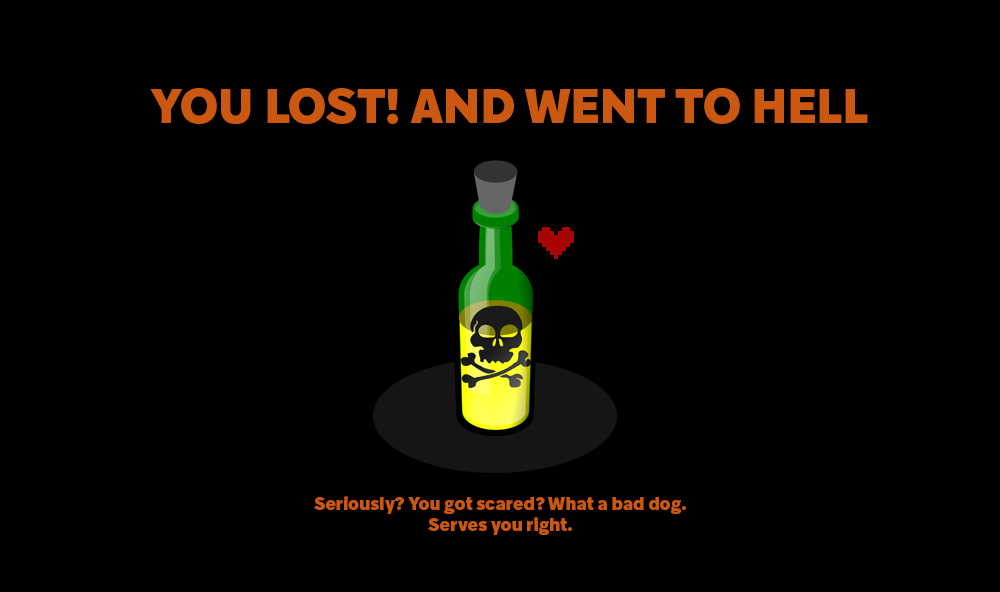 YOU LOST! AND WENT TO HELL
Seriously? You got scared? What a bad dog.
Serves you right.